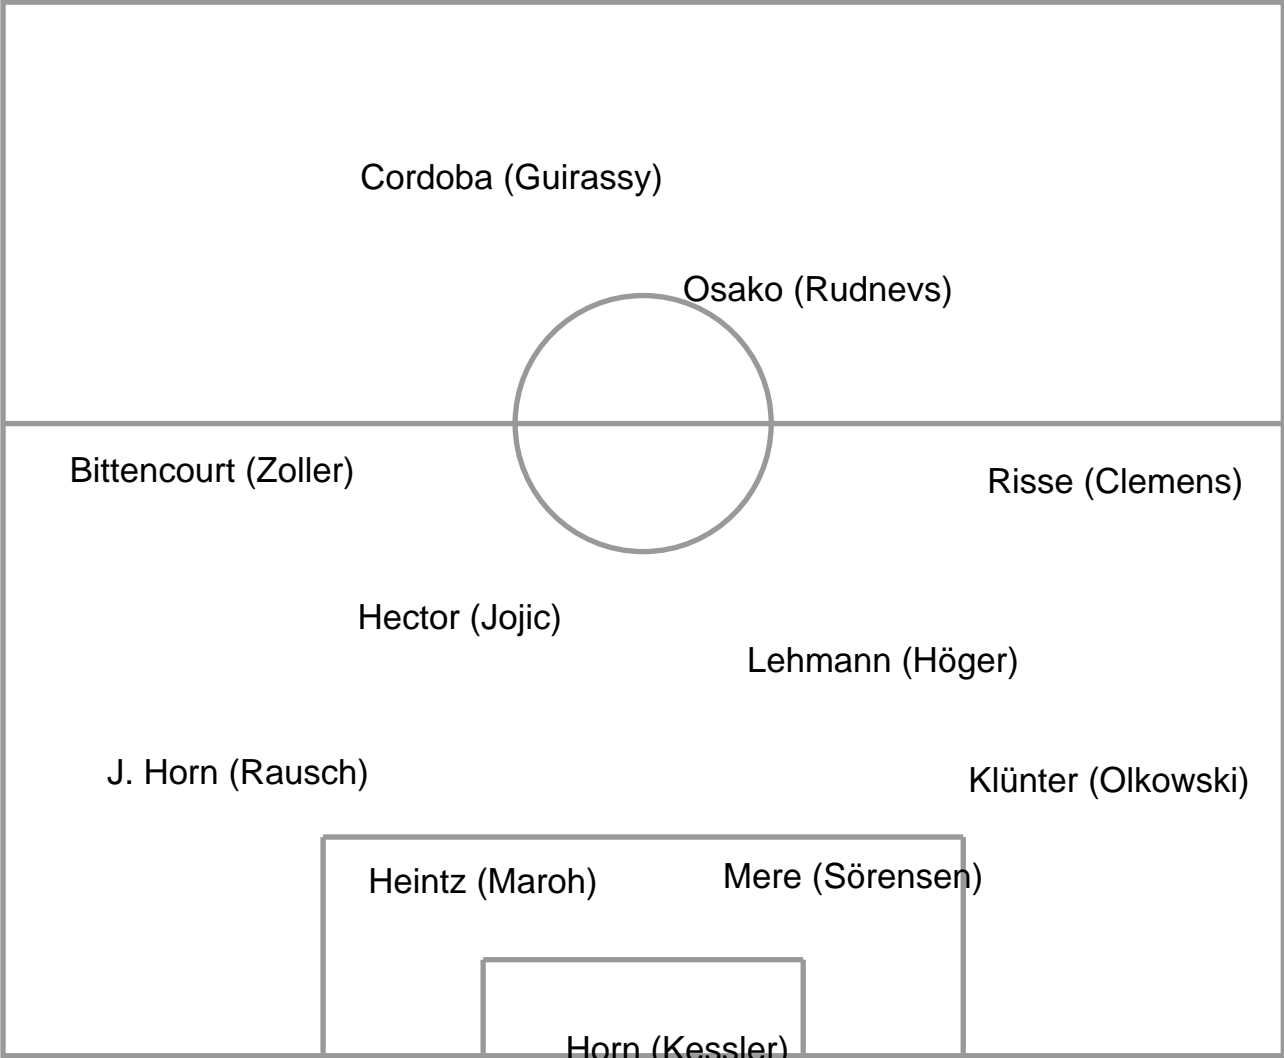 Cordoba (Guirassy)
Osako (Rudnevs)
Bittencourt (Zoller)
Risse (Clemens)
Hector (Jojic)
Lehmann (Höger)
J. Horn (Rausch)
Klünter (Olkowski)
Heintz (Maroh)
Mere (Sörensen)
Horn (Kessler)